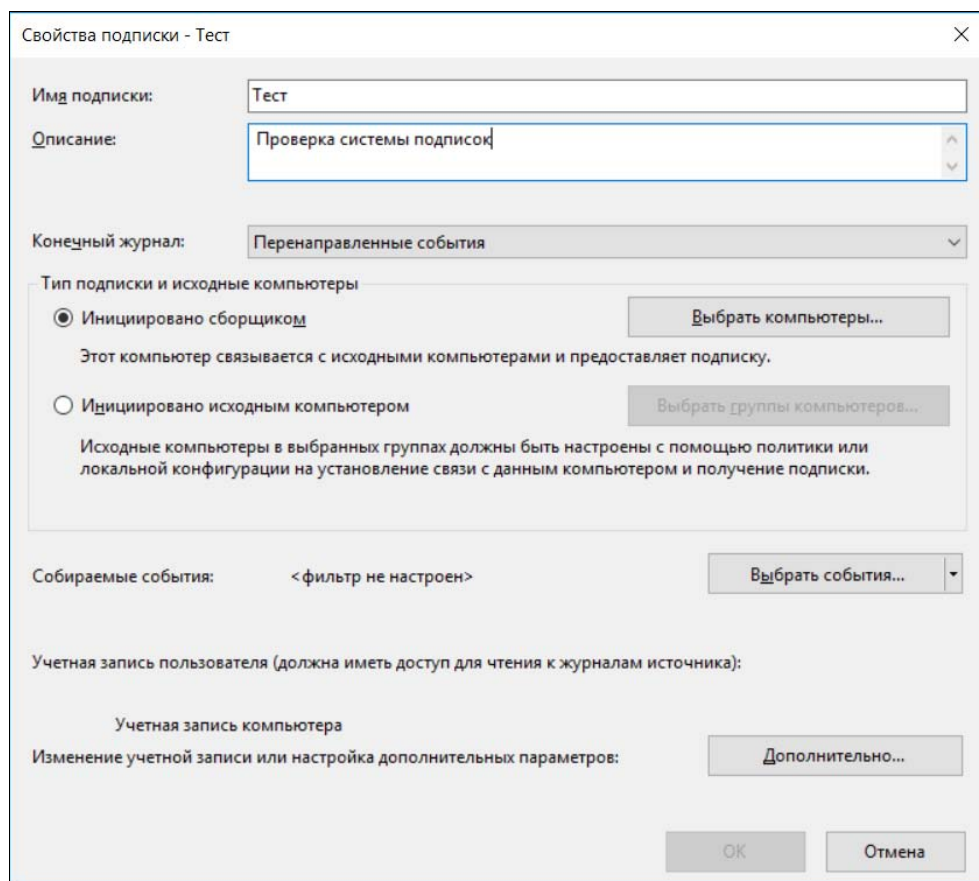 Свойства подписки - Тест
Имя подписки:
Тест
Описание:
Проверка системы подписок
Конечный журнал:
Перенаправленные события
Тип подписки и исходные компьютеры
Инициировано сборщиком
Выбрать компьютеры...
Этот компьютер связывается с исходными компьютерами и предоставляет подписку.
Инициировано исходным компьютером
Выбрать группы компьютеров...
Исходные компьютеры в выбранных группах должны быть настроены с помощью политики или
локальной конфигурации на установление связи с данным компьютером и получение подписки.
Собираемые события:
<фильтр не настроен>
Выбрать события...
Учетная запись пользователя (должна иметь доступ для чтения к журналам источника):
Учетная запись компьютера
Изменение учетной записи или настройка дополнительных параметров:
Дополнительно...
ОК
Отмена